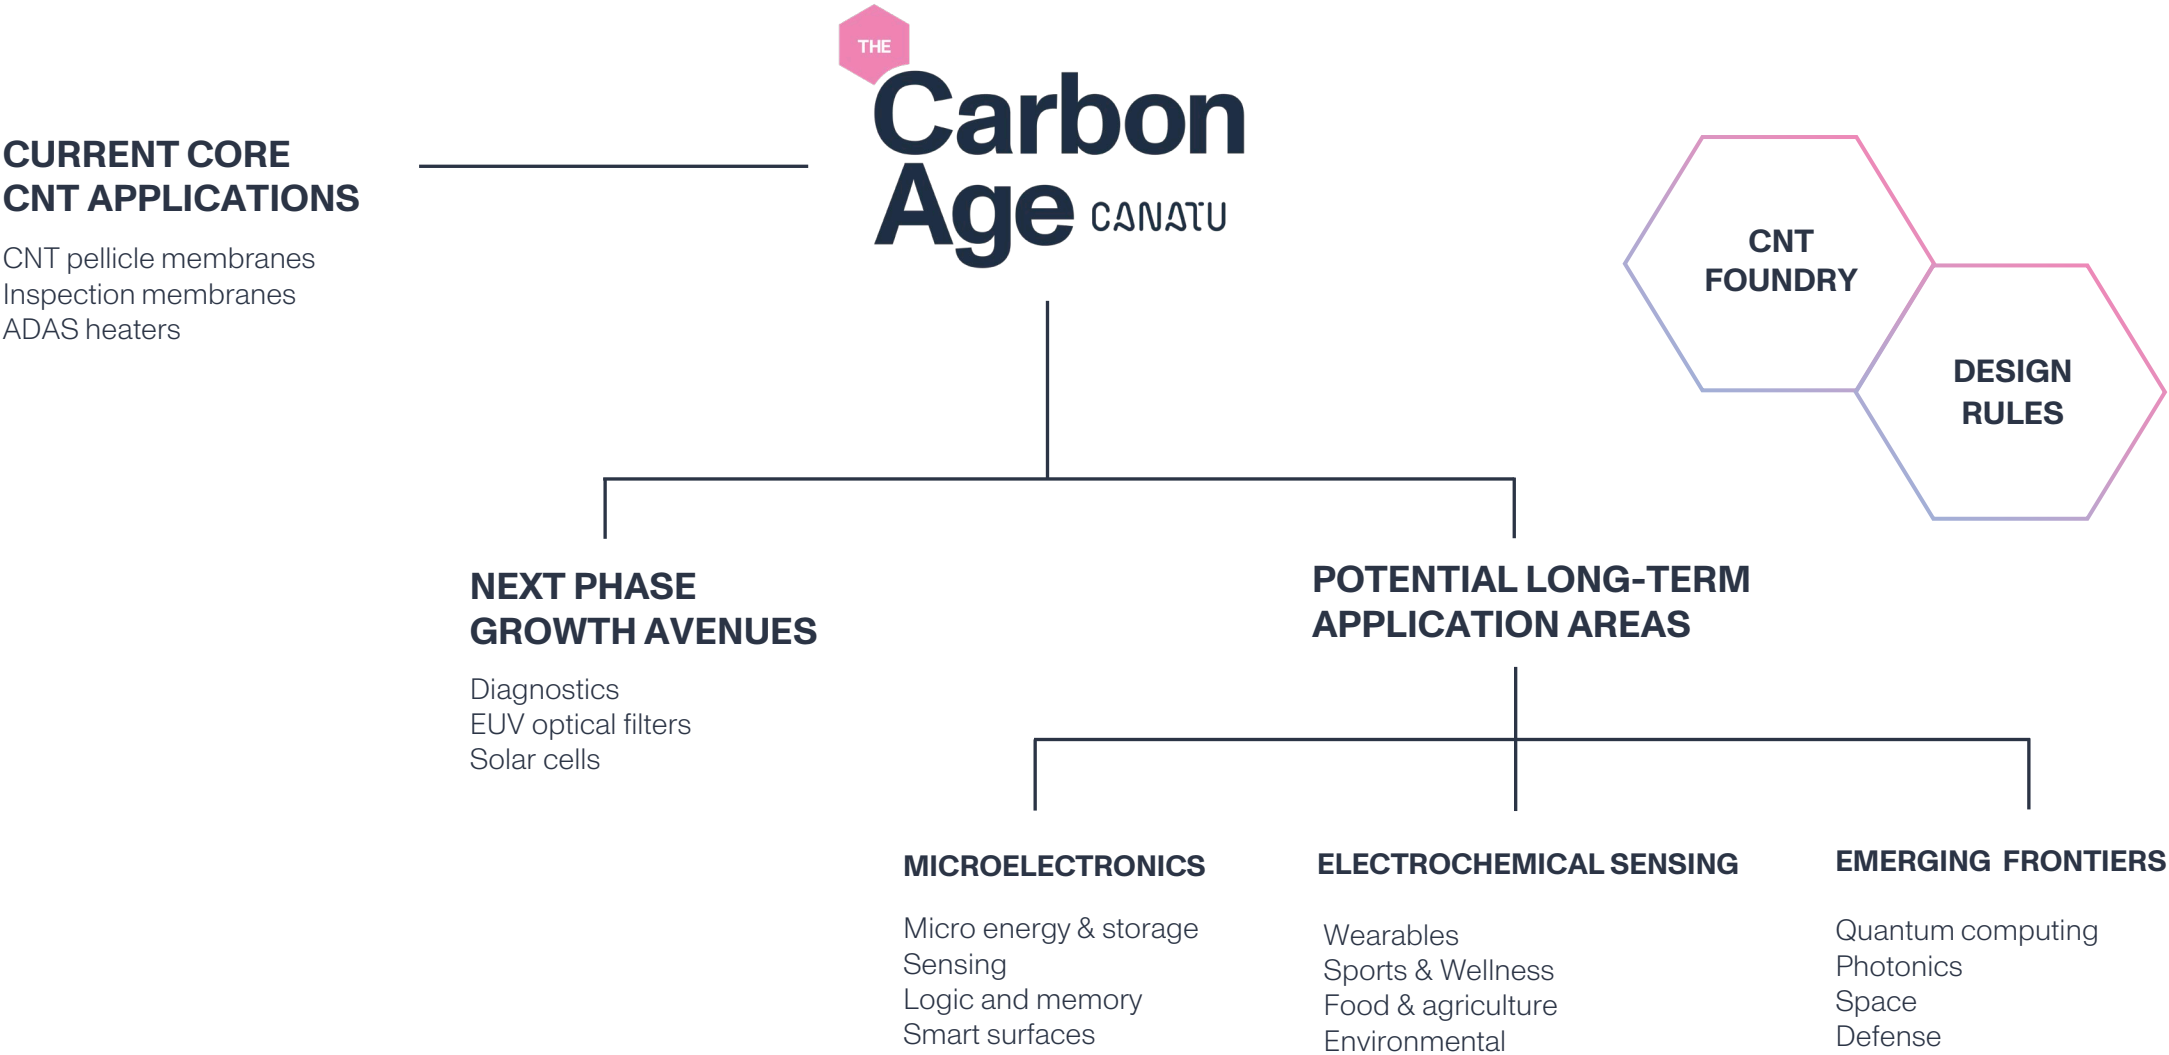 THE
Carbon
Age CANATU
CURRENT CORE
CNT APPLICATIONS
CNT pellicle membranes
Inspection membranes
ADAS heaters
CNT
FOUNDRY
DESIGN
RULES
NEXT PHASE
GROWTH AVENUES
Diagnostics
EUV optical filters
Solar cells
POTENTIAL LONG-TERM
APPLICATION AREAS
MICROELECTRONICS
Micro energy & storage
Sensing
Logic and memory
Smart surfaces
ELECTROCHEMICAL SENSING
Wearables
Sports & Wellness
Food & agriculture
Environmental
EMERGING FRONTIERS
Quantum computing
Photonics
Space
Defense